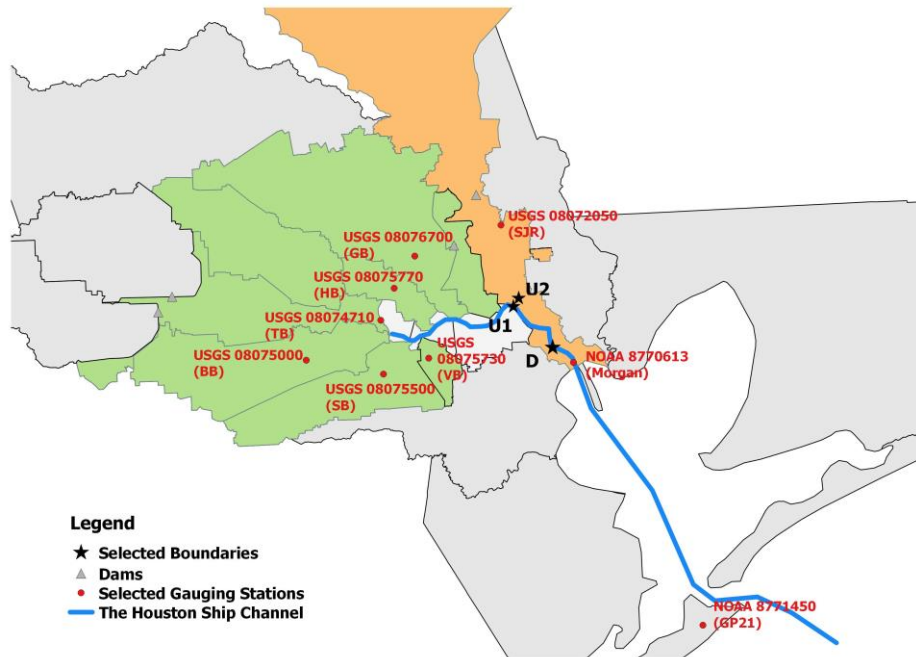 USGS 08072050
(SJR)
USGS 08076700
(GB)
USGS 08075770
(HB)
U2
USGS 08074710
(TB)
U1
USGS
08075730
(VB)
USGS 08075000
(BB)
D
NOAA 8770613
(Morgan)
USGS 08075500
(SB)
Legend
Selected Boundaries
Dams
Selected Gauging Stations
The Houston Ship Channel
NOAA 8771450
(GP21)